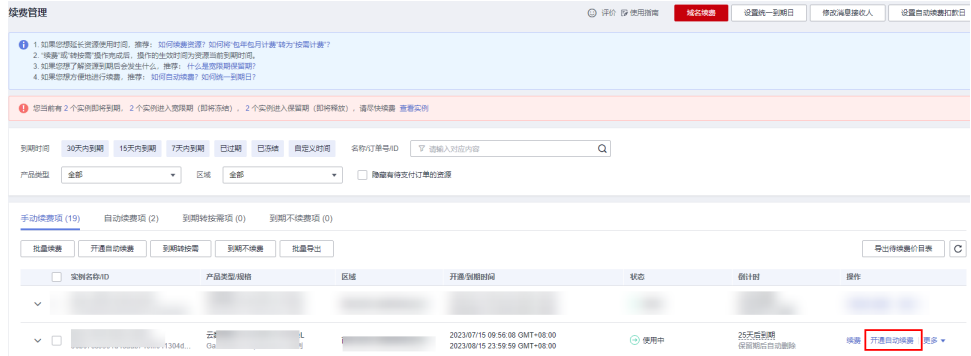 续费管理
评价 使用指南 域名续费 设置统一到期日 修改消息接收人 设置自动续费扣款日
1. 如果您想延长资源使用时间，推荐： 如何续费资源？如何将“包年包月计费”转为“按需计费”？
2. “续费”或“转按需”操作完成后，操作的生效时间为资源当前到期时间。
3. 如果您想了解资源到期后会发生什么，推荐： 什么是宽限期保留期？
4. 如果您想方便地进行续费，推荐： 如何自动续费？如何统一到期日？
您当前有 2 个实例即将到期，2 个实例进入宽限期（即将冻结），2 个实例进入保留期（即将释放），请尽快续费 查看实例
到期时间 30天内到期 15天内到期 7天内到期 已过期 已冻结 自定义时间 名称/订单号/ID 请输入对应内容
产品类型 全部 区域 全部 隐藏有待支付订单的资源
手动续费项 (19) 自动续费项 (2) 到期转按需项 (0) 到期不续费项 (0)
批量续费 开通自动续费 到期转按需 到期不续费 批量导出 导出待续费价目表
实例名称/ID 产品类型/规格 区域 开通/到期时间 状态 倒计时 操作
2023/07/15 09:56:08 GMT+08:00 25天后到期
使用中 续费 开通自动续费 更多
2023/08/15 23:59:59 GMT+08:00 保留期后自动删除